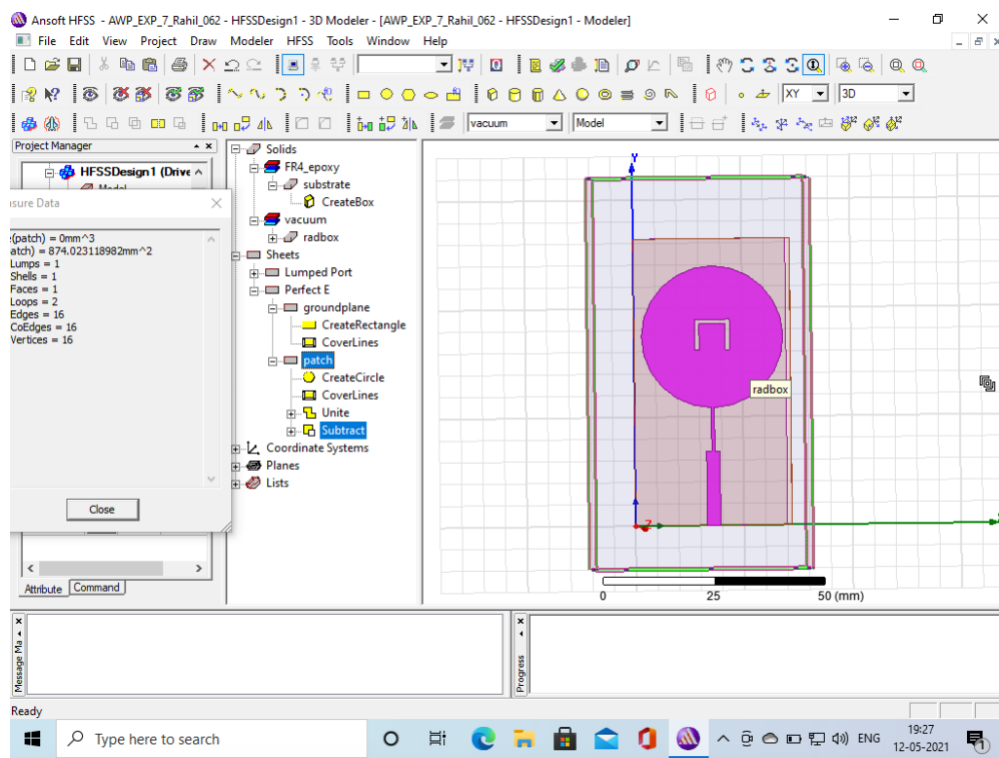 Ansoft HFSS - AWP_EXP_7_Rahil_062 - HFSSDesign1 - 3D Modeler - [AWP_EXP_7_Rahil_062 - HFSSDesign1 - Modeler]
File Edit View Project Draw Modeler HFSS Tools Window Help
XY 3D
vacuum Model
Project Manager
HFSSDesign1 (Drive
Model
sure Data
(patch) = 0mm^3
atch) = 874.023118982mm^2
Lumps = 1
Shells = 1
Faces = 1
Loops = 2
Edges = 16
CoEdges = 16
Vertices = 16
Close
Attribute Command
Solids
FR4_epoxy
substrate
CreateBox
vacuum
radbox
Sheets
Lumped Port
Perfect E
groundplane
CreateRectangle
CoverLines
patch
CreateCircle
CoverLines
Unite
Subtract
Coordinate Systems
Planes
Lists
Y
radbox
Z
0 25 50 (mm)
Message Ma
Progress
Ready
Type here to search
ENG
19:27
12-05-2021
1